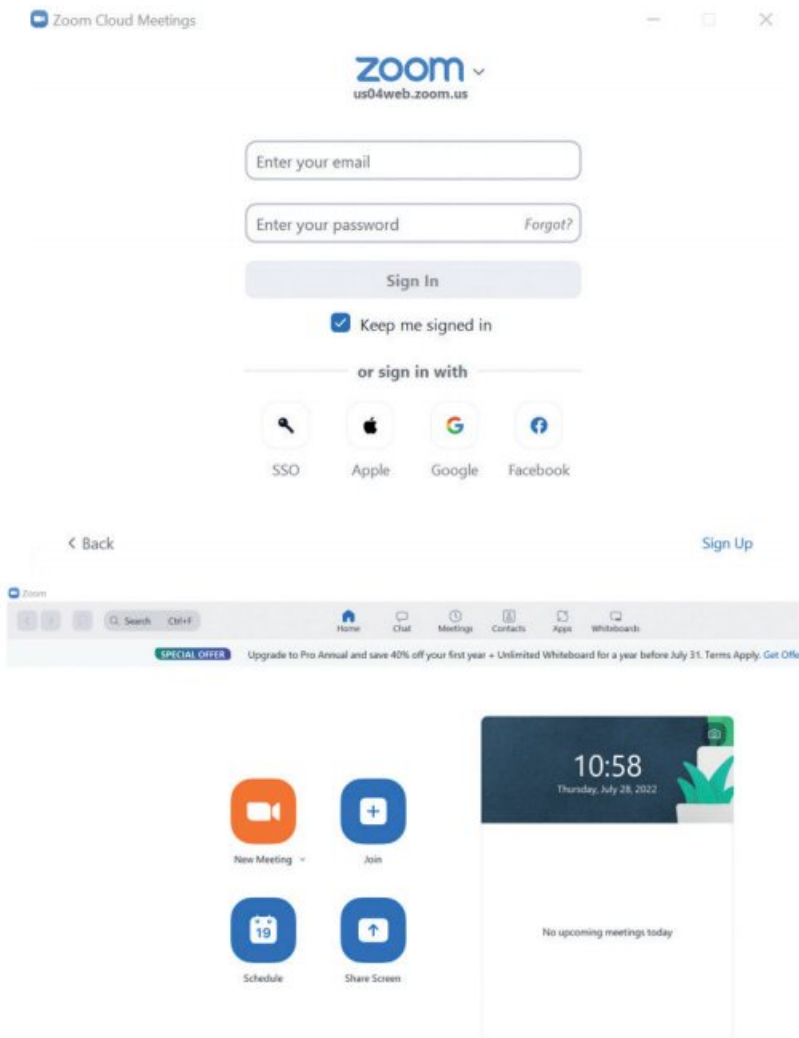 Zoom Cloud Meetings
zoom
us04web.zoom.us
Enter your email
Enter your password Forgot?
Sign In
Keep me signed in
or sign in with
SSO Apple Google Facebook
< Back Sign Up
Zoom
Search Ctrl+F
Home Chat Meetings Contacts Apps Whiteboards
SPECIAL OFFER Upgrade to Pro Annual and save 40% off your first year + Unlimited Whiteboard for a year before July 31. Terms Apply. Get Offe
10:58
Thursday, July 28, 2022
New Meeting Join
19
No upcoming meetings today
Schedule Share Screen